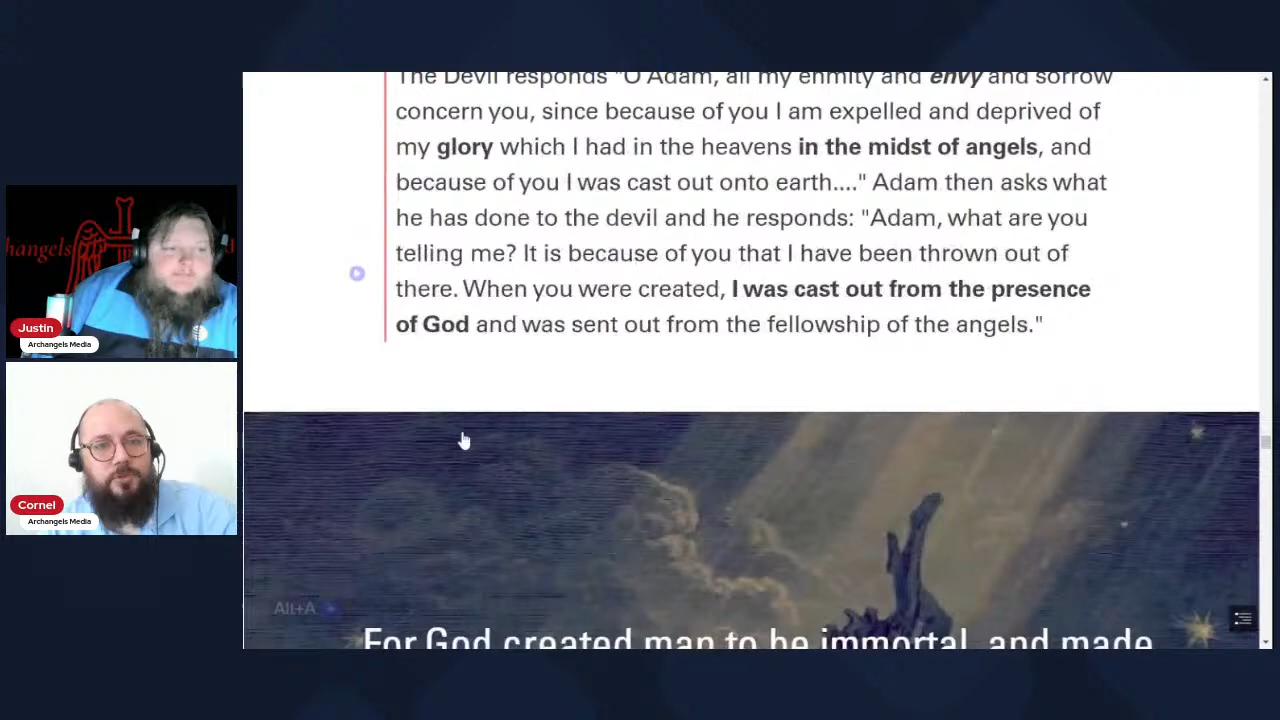 The Devil responds "O Adam, all my enmity and envy and sorrow
concern you, since because of you I am expelled and deprived of
my glory which I had in the heavens in the midst of angels, and
because of you I was cast out onto earth...." Adam then asks what
he has done to the devil and he responds: "Adam, what are you
telling me? It is because of you that I have been thrown out of
there. When you were created, I was cast out from the presence
of God and was sent out from the fellowship of the angels."
Justin
Archangels Media
Cornel
Archangels Media
Alt+A
For God created man to be immortal, and made